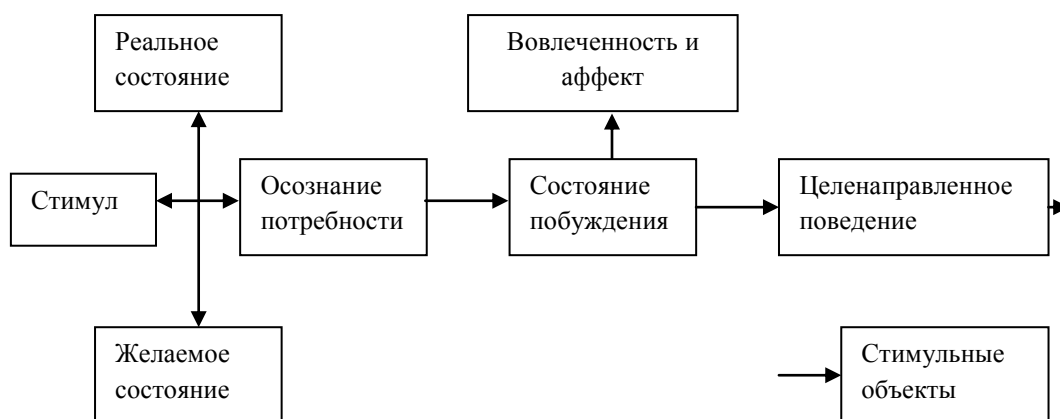 Реальное
состояние
Вовлеченность и
аффект
Стимул
Осознание
потребности
Состояние
побуждения
Целенаправленное
поведение
Желаемое
состояние
Стимульные
объекты